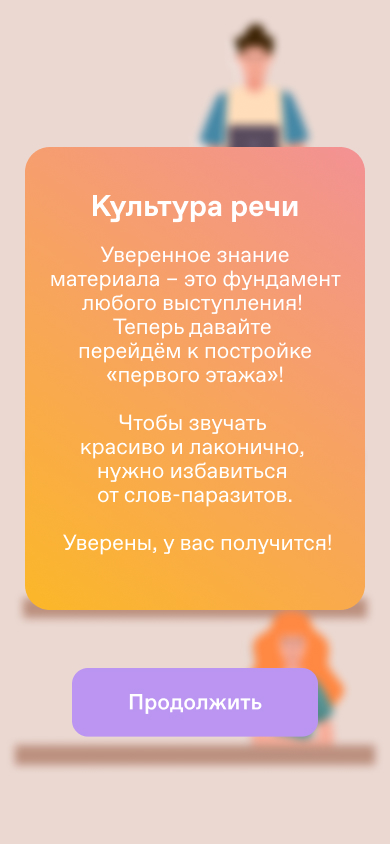 Культура речи
Уверенное знание
материала – это фундамент
любого выступления!
Теперь давайте
перейдём к постройке
«первого этажа»!
Чтобы звучать
красиво и лаконично,
нужно избавиться
от слов-паразитов.
Уверены, у вас получится!
Продолжить